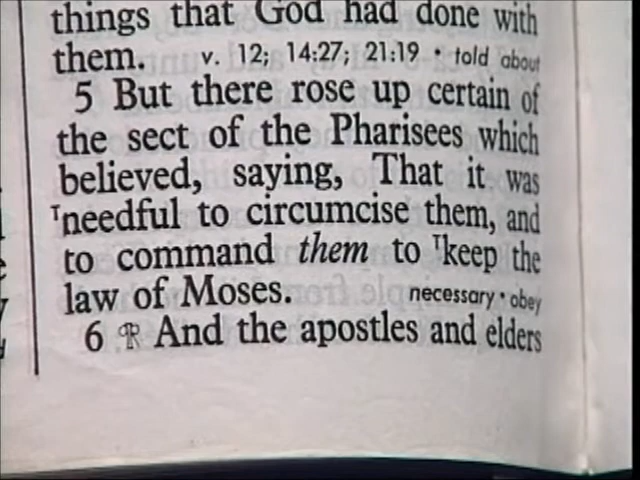 things that God had done with
them. v. 12; 14:27; 21:19 • told about
5 But there rose up certain of
the sect of the Pharisees which
believed, saying, That it was
ᵀneedful to circumcise them, and
to command them to ᵀkeep the
law of Moses. necessary • obey
6 And the apostles and elders